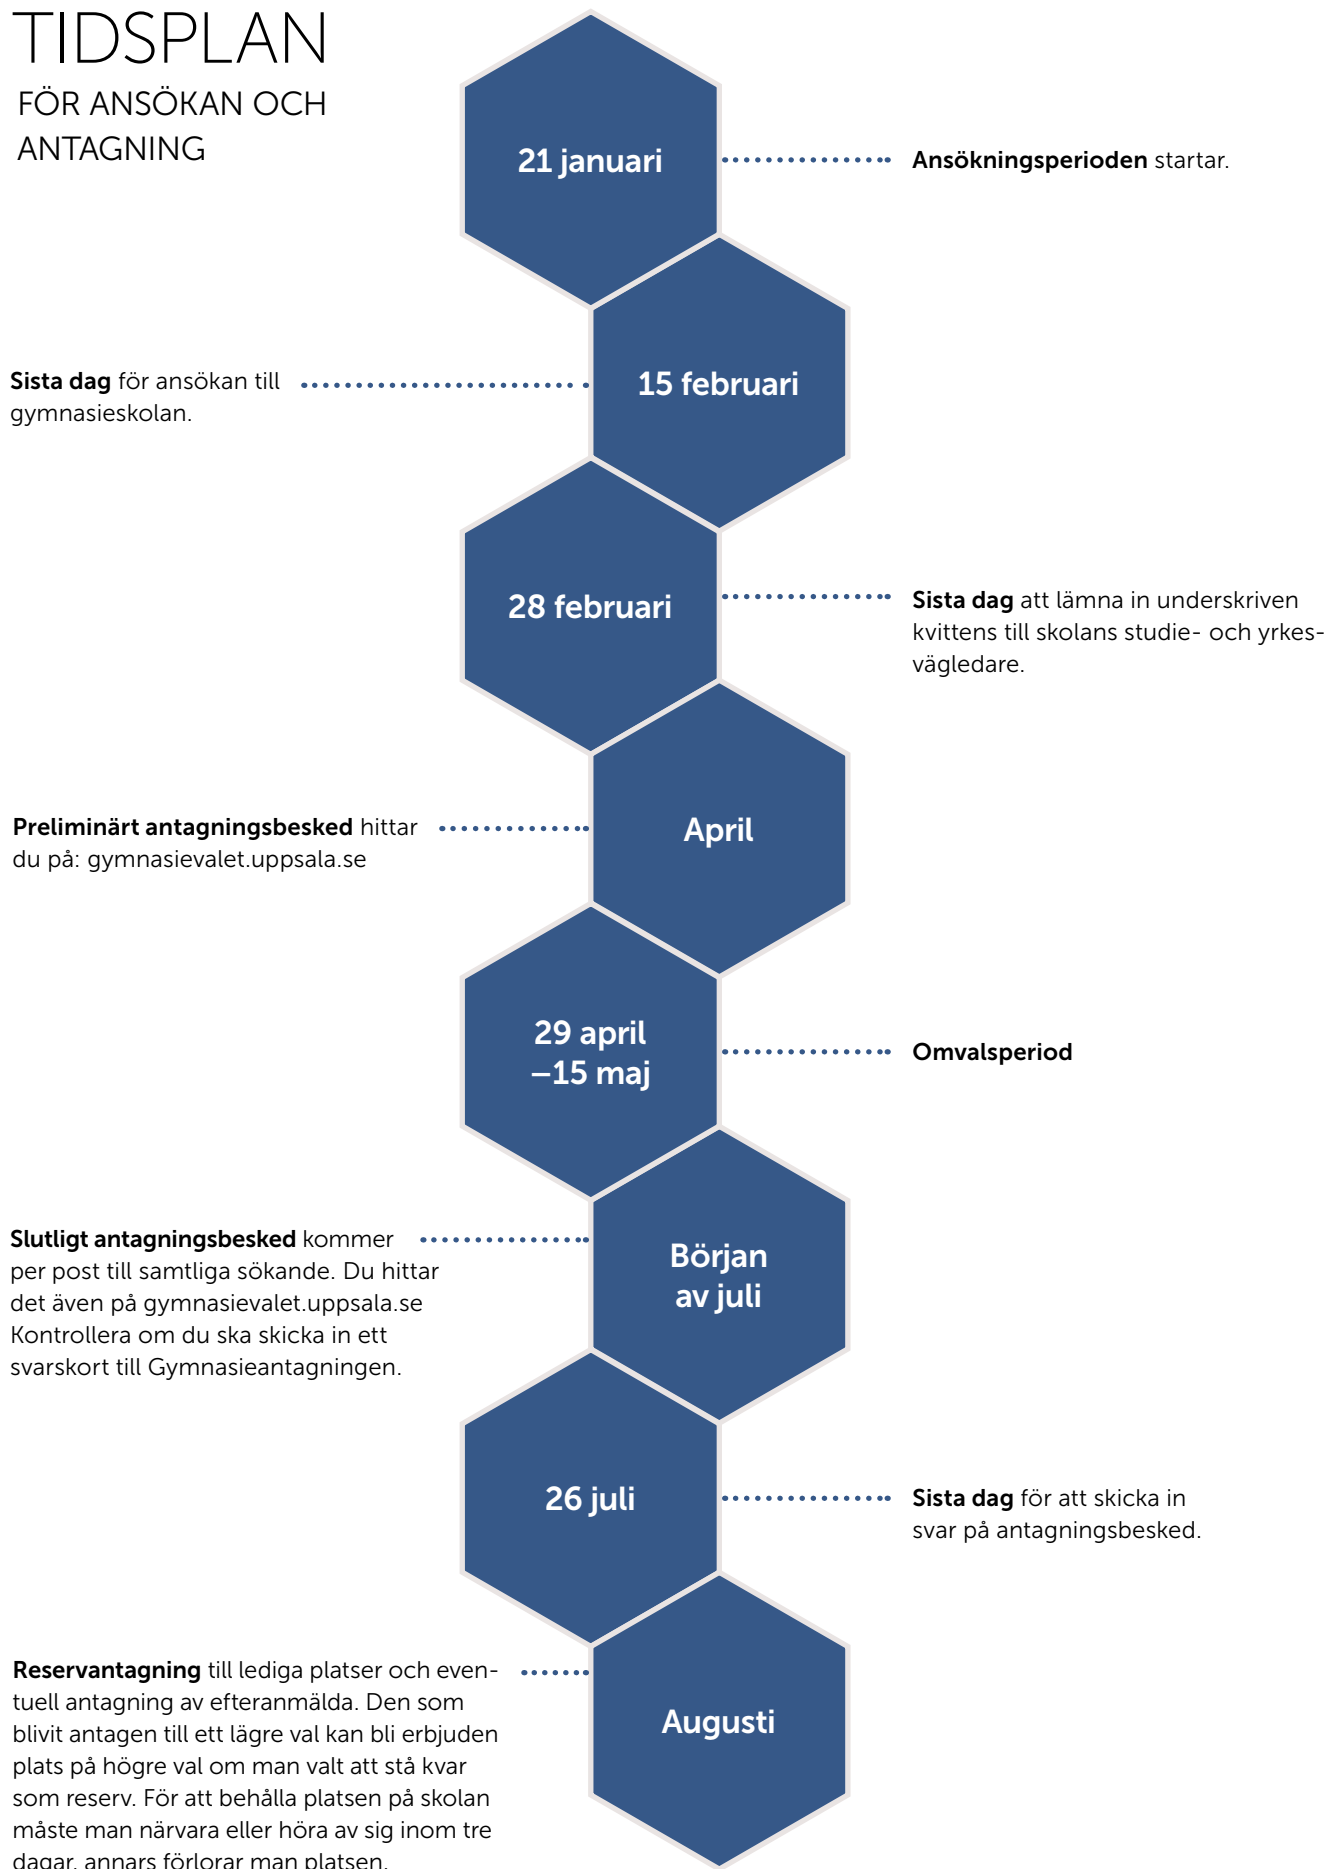 TIDSPLAN
FÖR ANSÖKAN OCH
ANTAGNING
21 januari
Ansökningsperioden startar.
15 februari
Sista dag för ansökan till
gymnasieskolan.
28 februari
Sista dag att lämna in underskriven
kvittens till skolans studie- och yrkes-
vägledare.
April
Preliminärt antagningsbesked hittar
du på: gymnasievalet.uppsala.se
29 april
–15 maj
Omvalsperiod
Början
av juli
Slutligt antagningsbesked kommer
per post till samtliga sökande. Du hittar
det även på gymnasievalet.uppsala.se
Kontrollera om du ska skicka in ett
svarskort till Gymnasieantagningen.
26 juli
Sista dag för att skicka in
svar på antagningsbesked.
Augusti
Reservantagning till lediga platser och even-
tuell antagning av efteranmälda. Den som
blivit antagen till ett lägre val kan bli erbjuden
plats på högre val om man valt att stå kvar
som reserv. För att behålla platsen på skolan
måste man närvara eller höra av sig inom tre
dagar, annars förlorar man platsen.